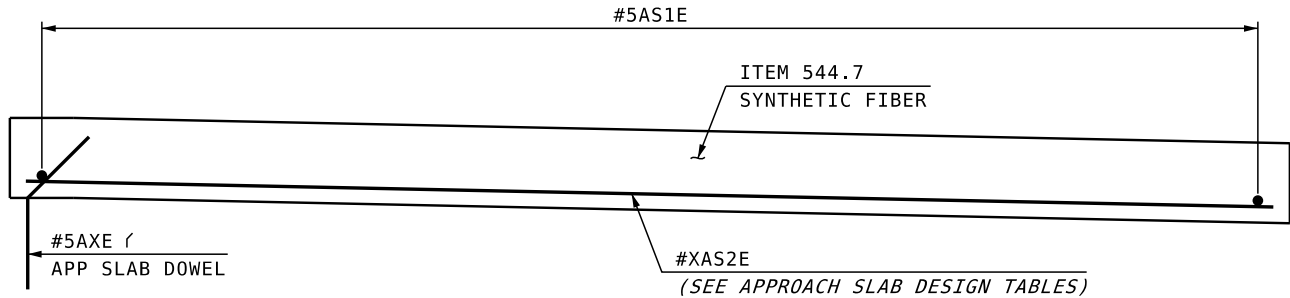 #5AS1E
ITEM 544.7
SYNTHETIC FIBER
#5AXE
APP SLAB DOWEL
#XAS2E
(SEE APPROACH SLAB DESIGN TABLES)